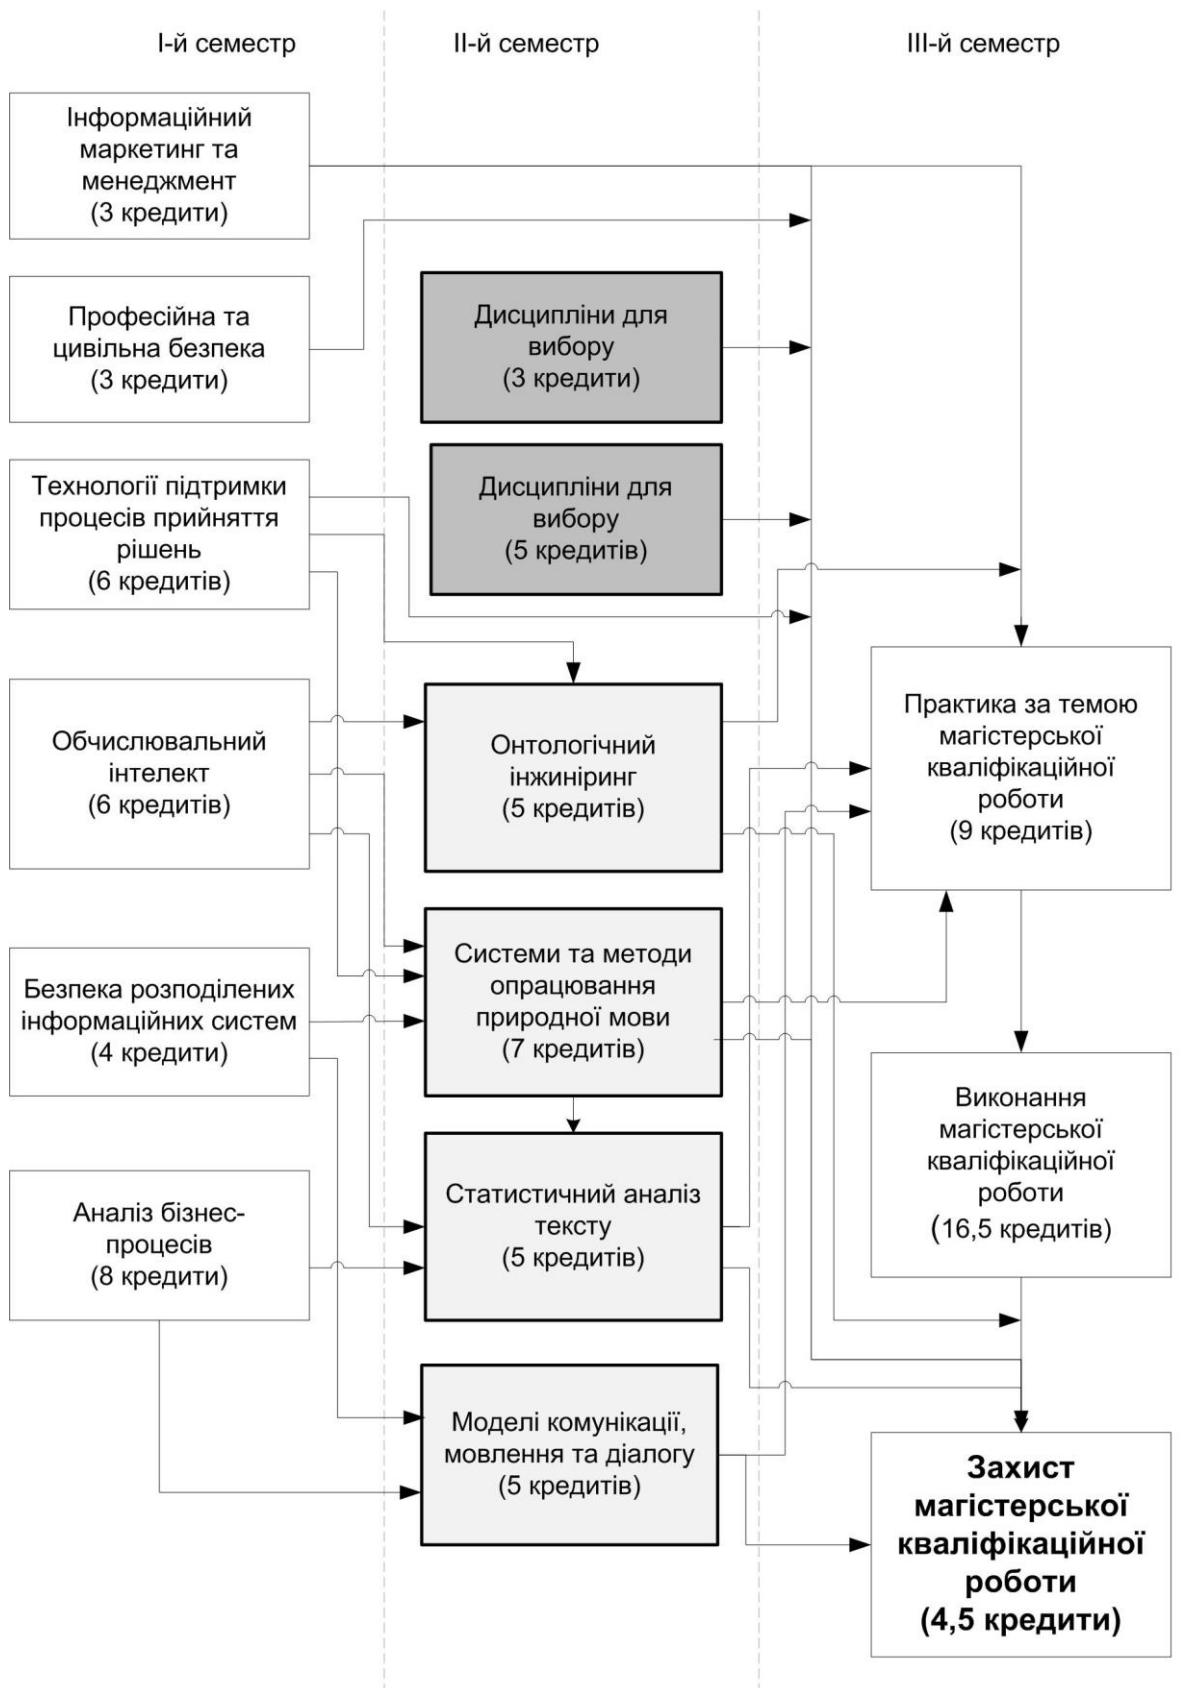 І-й семестр
ІІ-й семестр
ІІІ-й семестр
Інформаційний
маркетинг та
менеджмент
(3 кредити)
Професійна та
цивільна безпека
(3 кредити)
Технології підтримки
процесів прийняття
рішень
(6 кредитів)
Обчислювальний
інтелект
(6 кредитів)
Безпека розподілених
інформаційних систем
(4 кредити)
Аналіз бізнес-
процесів
(8 кредити)
Дисципліни для
вибору
(3 кредити)
Дисципліни для
вибору
(5 кредитів)
Онтологічний
інжиніринг
(5 кредитів)
Системи та методи
опрацювання
природної мови
(7 кредитів)
Статистичний аналіз
тексту
(5 кредитів)
Моделі комунікації,
мовлення та діалогу
(5 кредитів)
Практика за темою
магістерської
кваліфікаційної
роботи
(9 кредитів)
Виконання
магістерської
кваліфікаційної
роботи
(16,5 кредитів)
Захист
магістерської
кваліфікаційної
роботи
(4,5 кредити)